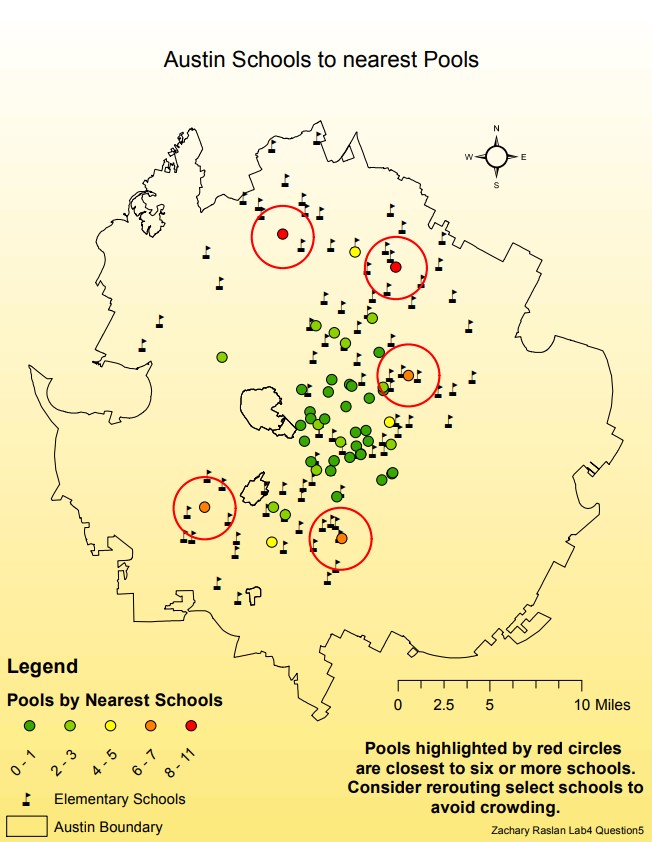 Austin Schools to nearest Pools
N
W E
S
Legend
Pools by Nearest Schools
0 - 1 2 - 3 4 - 5 6 - 7 8 - 11
Elementary Schools
Austin Boundary
0 2.5 5 10 Miles
Pools highlighted by red circles
are closest to six or more schools.
Consider rerouting select schools to
avoid crowding.
Zachary Raslan Lab4 Question5